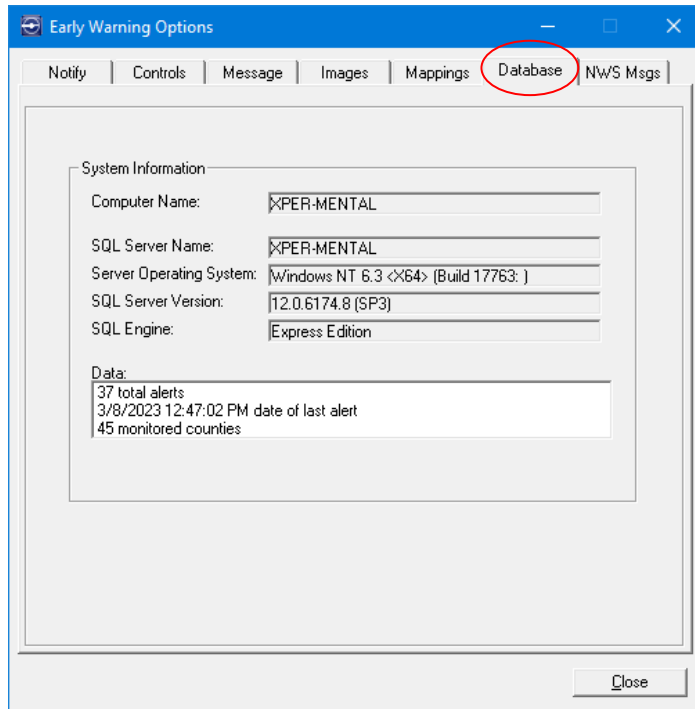 Early Warning Options
Notify Controls Message Images Mappings Database NWS Msgs
System Information
Computer Name: XPER-MENTAL
SQL Server Name: XPER-MENTAL
Server Operating System: Windows NT 6.3 <X64> (Build 17763: )
SQL Server Version: 12.0.6174.8 (SP3)
SQL Engine: Express Edition
Data:
37 total alerts
3/8/2023 12:47:02 PM date of last alert
45 monitored counties
Close